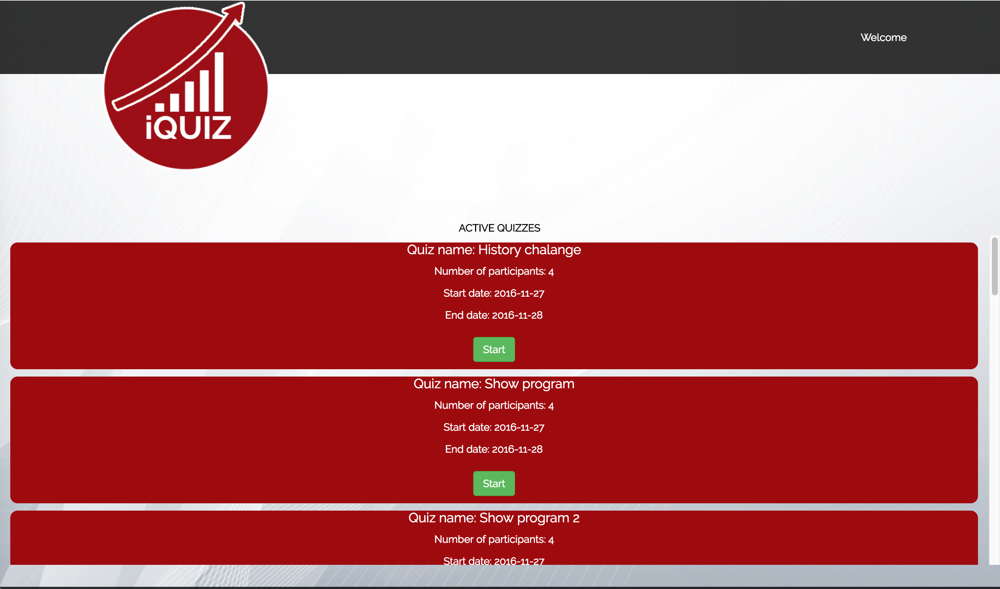 Welcome
iQUIZ
ACTIVE QUIZZES
Quiz name: History chalange
Number of participants: 4
Start date: 2016-11-27
End date: 2016-11-28
Start
Quiz name: Show program
Number of participants: 4
Start date: 2016-11-27
End date: 2016-11-28
Start
Quiz name: Show program 2
Number of participants: 4
Start date: 2016-11-27